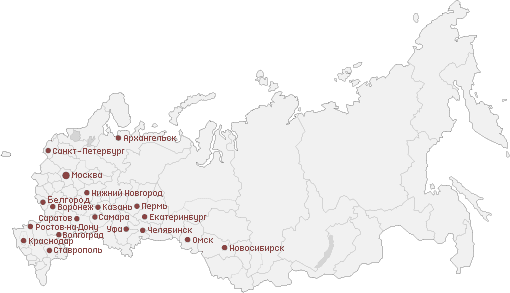 Архангельск
Санкт-Петербург
Москва
Нижний Новгород
Белгород
Воронеж
Казань
Пермь
Саратов
Самара
Екатеринбург
Ростов-на-Дону
Уфа
Челябинск
Волгоград
Краснодар
Омск
Новосибирск
Ставрополь